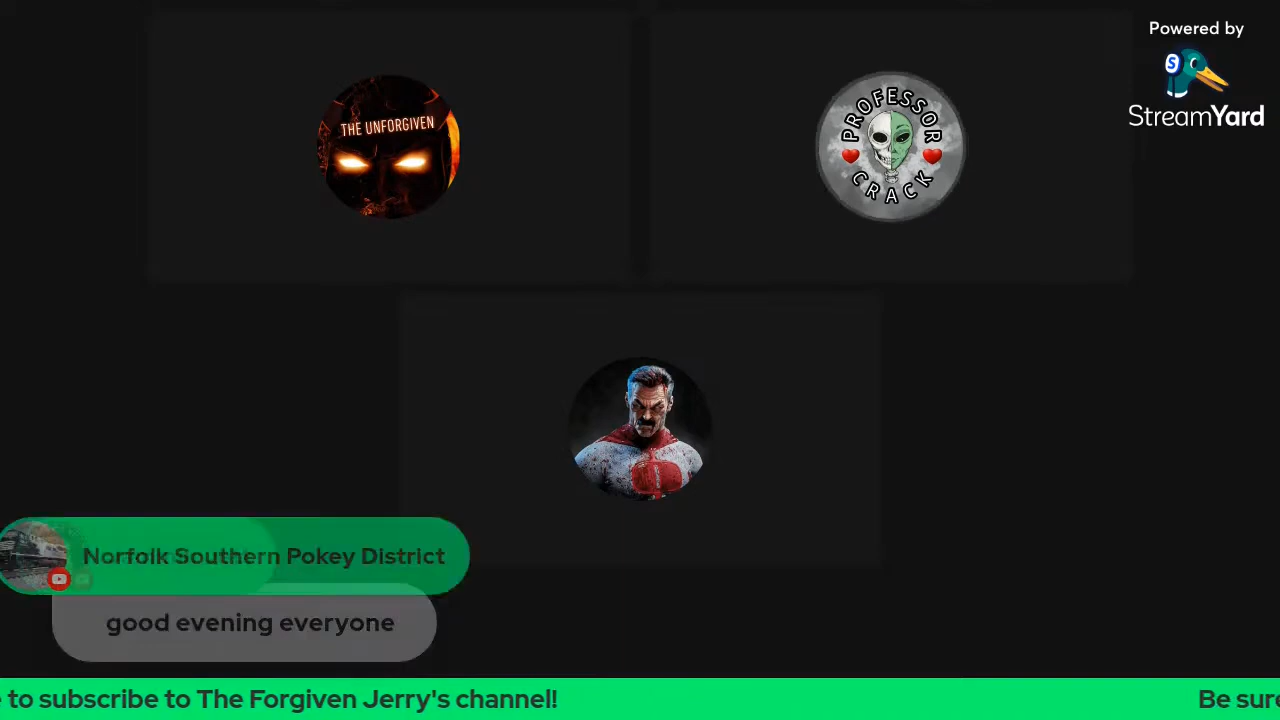 Powered by
S
StreamYard
THE UNFORGIVEN
PROFESSOR
CRACK
Norfolk Southern Pokey District
good evening everyone
to subscribe to The Forgiven Jerry's channel!
Be sure